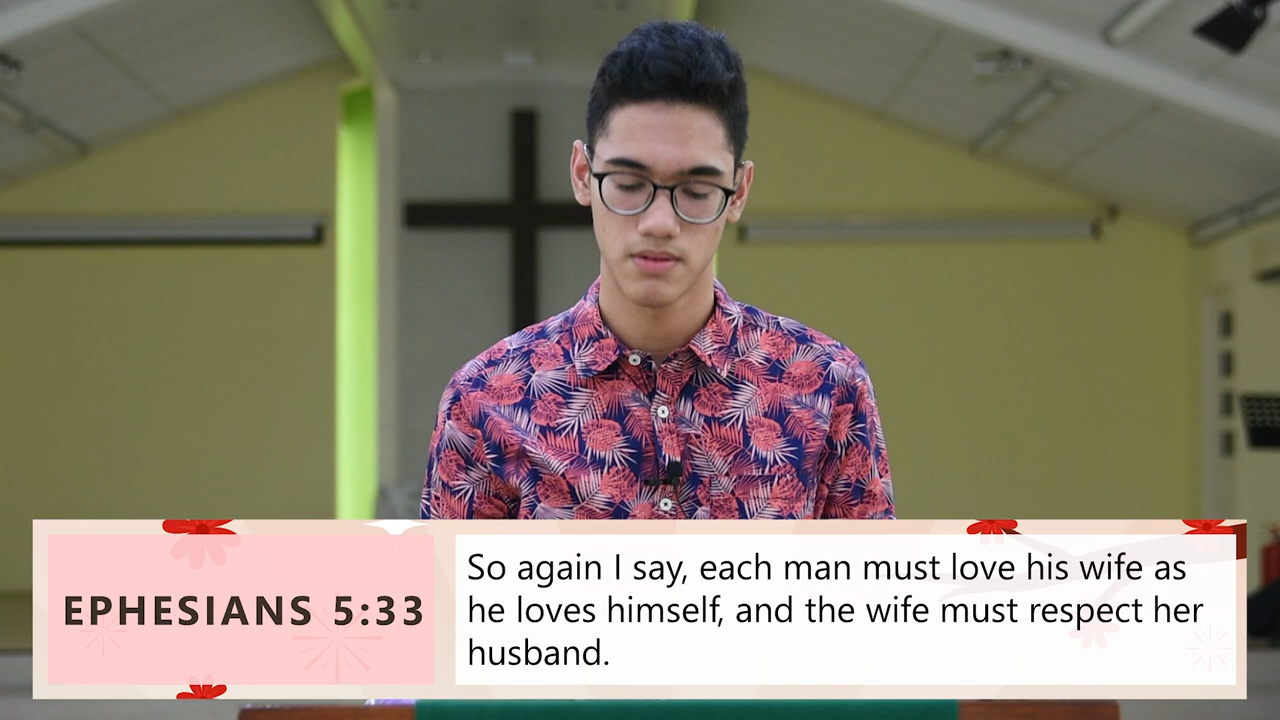 EPHESIANS 5:33
So again I say, each man must love his wife as
he loves himself, and the wife must respect her
husband.